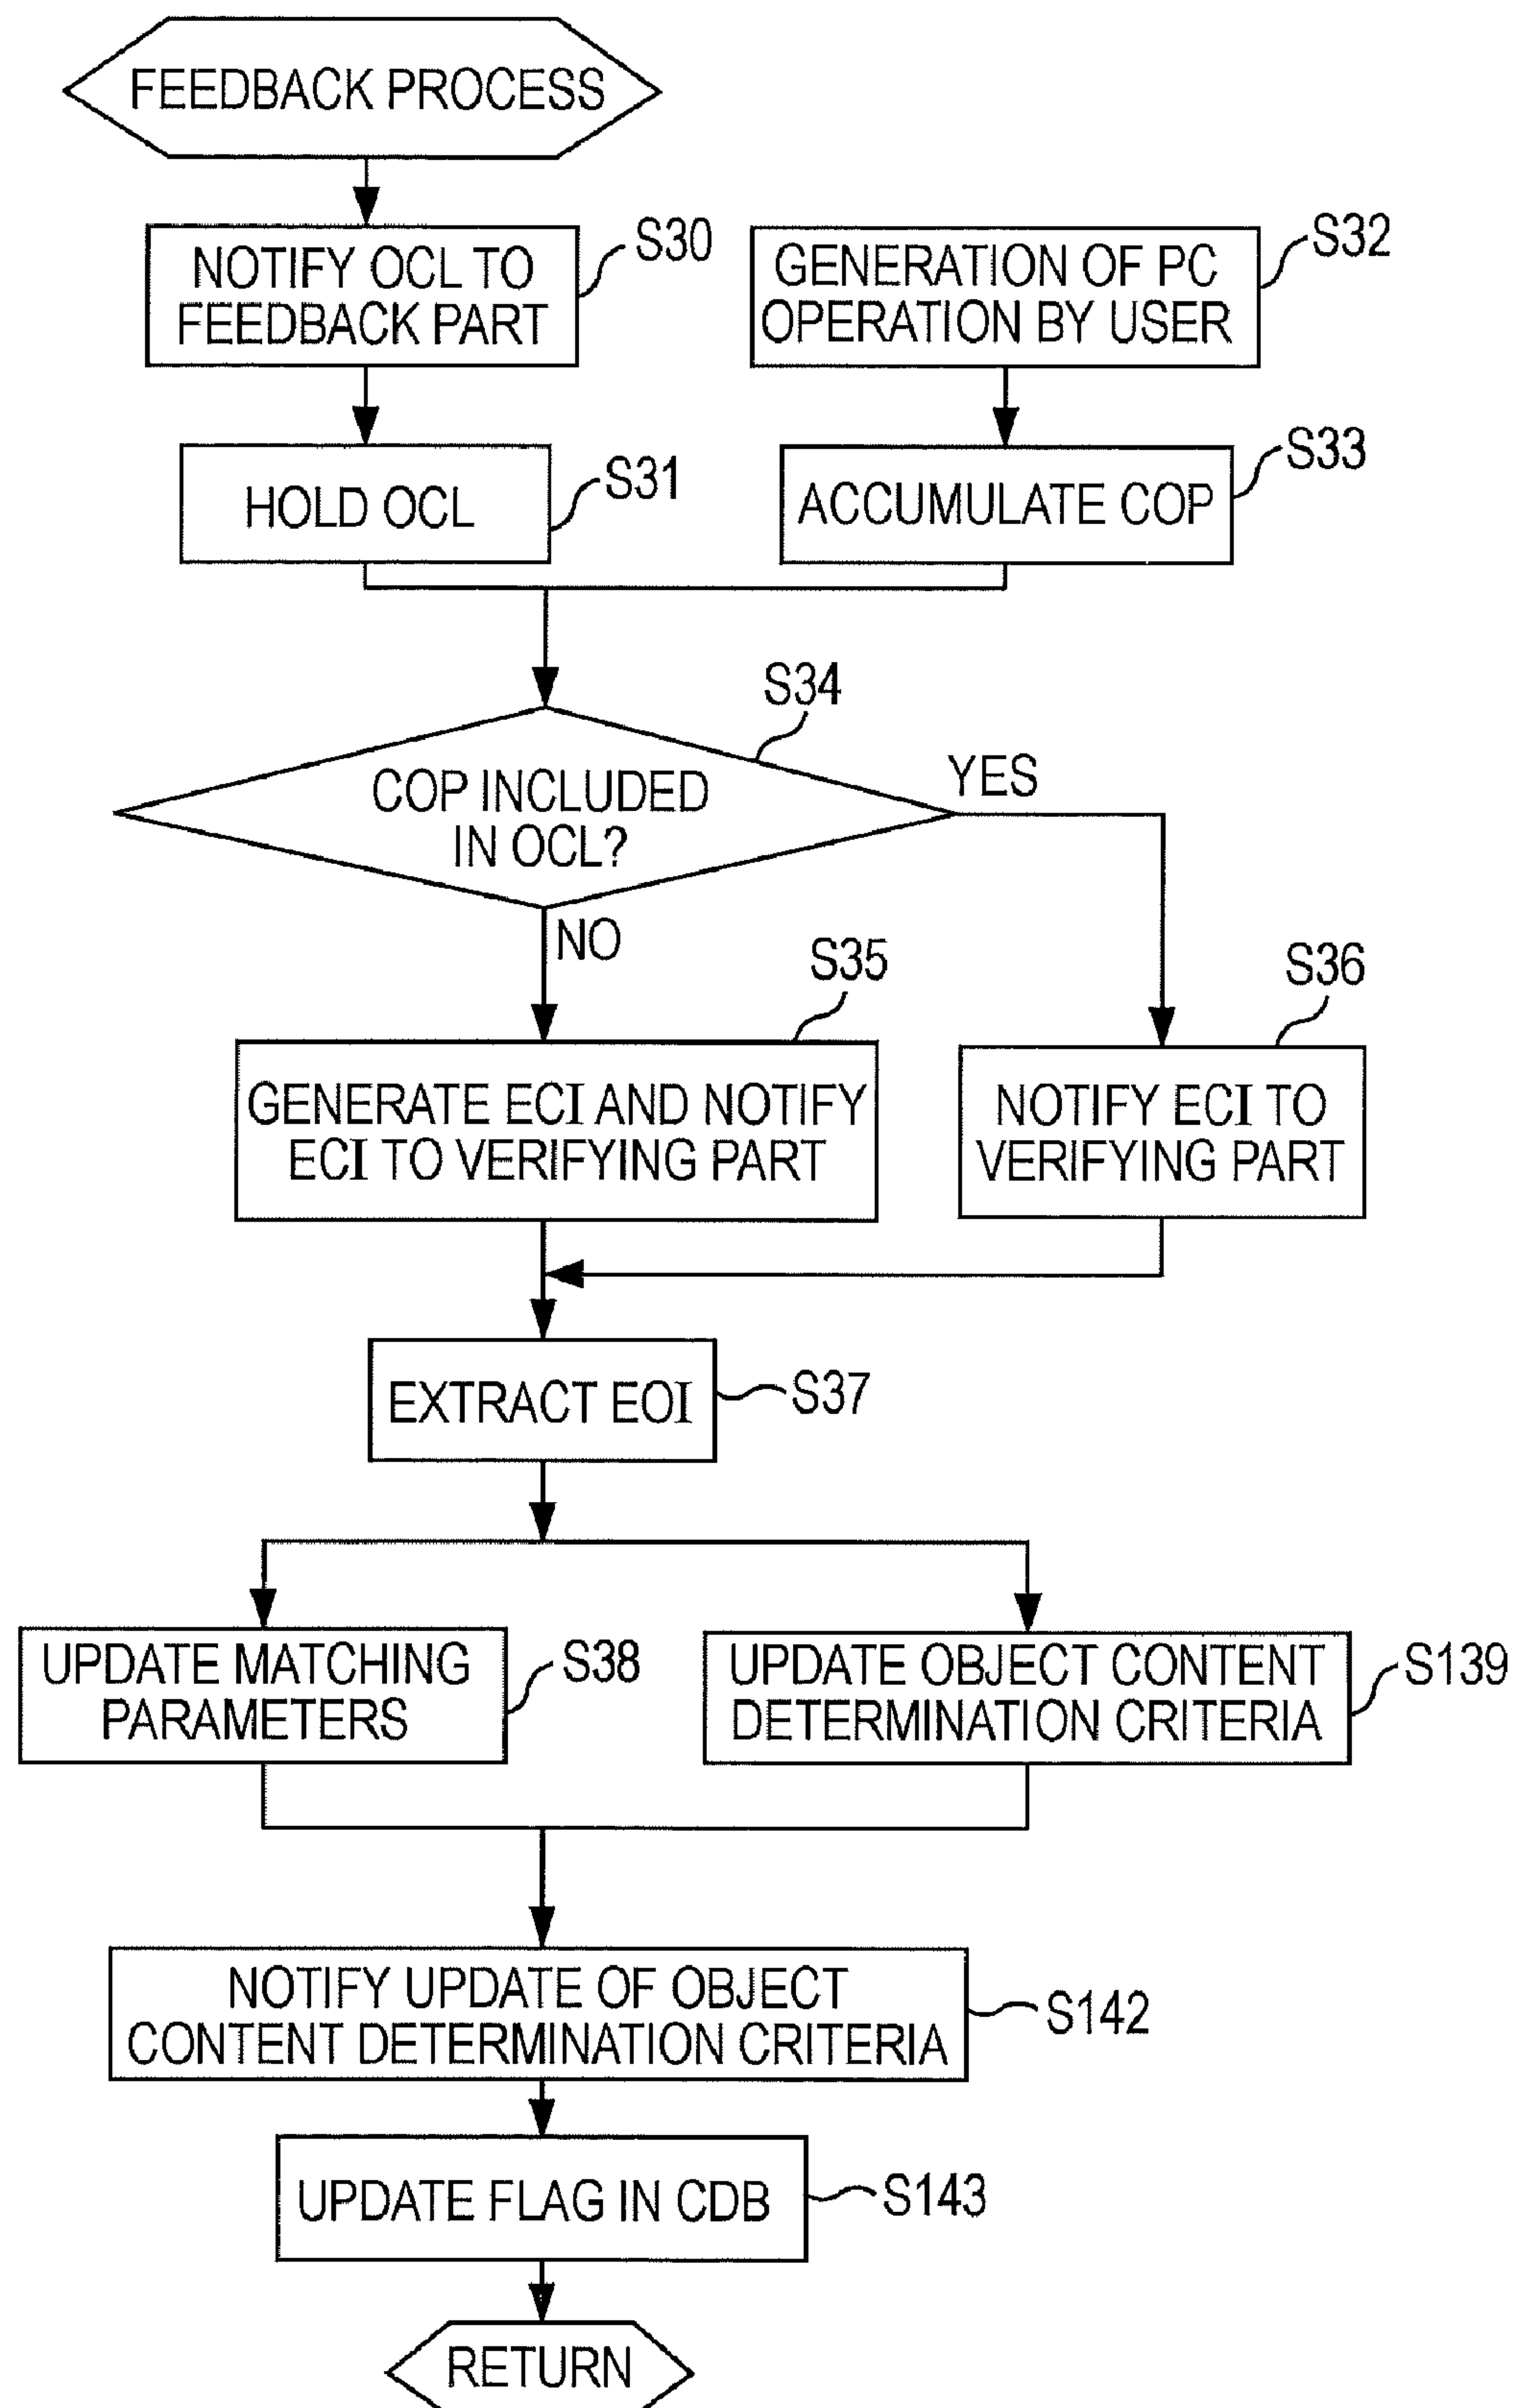 FEEDBACK PROCESS
NOTIFY OCL TO
FEEDBACK PART
S30
GENERATION OF PC
OPERATION BY USER
S32
HOLD OCL
S31
ACCUMULATE COP
S33
COP INCLUDED
IN OCL?
S34
YES
NO
GENERATE ECI AND NOTIFY
ECI TO VERIFYING PART
S35
NOTIFY ECI TO
VERIFYING PART
S36
EXTRACT EOI
S37
UPDATE MATCHING
PARAMETERS
S38
UPDATE OBJECT CONTENT
DETERMINATION CRITERIA
S139
NOTIFY UPDATE OF OBJECT
CONTENT DETERMINATION CRITERIA
S142
UPDATE FLAG IN CDB
S143
RETURN